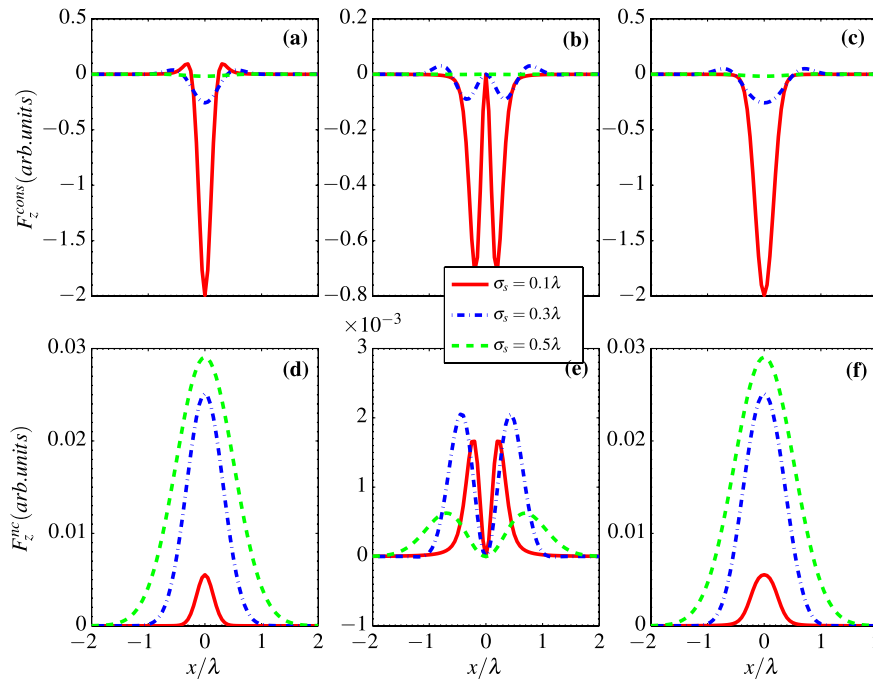 0.5
0
−0.5
−1
−1.5
−2
(a)
F_z^{cons}(arb.units)
0.2
0
−0.2
−0.4
−0.6
−0.8
(b)
0.5
0
−0.5
−1
−1.5
−2
(c)
σ_s = 0.1λ
σ_s = 0.3λ
σ_s = 0.5λ
0.03
0.02
0.01
0
−2 −1 0 1 2
(d)
F_z^{nc}(arb.units)
x/λ
×10^{−3}
3
2
1
0
−1
−2 −1 0 1 2
(e)
x/λ
0.03
0.02
0.01
0
−2 −1 0 1 2
(f)
x/λ